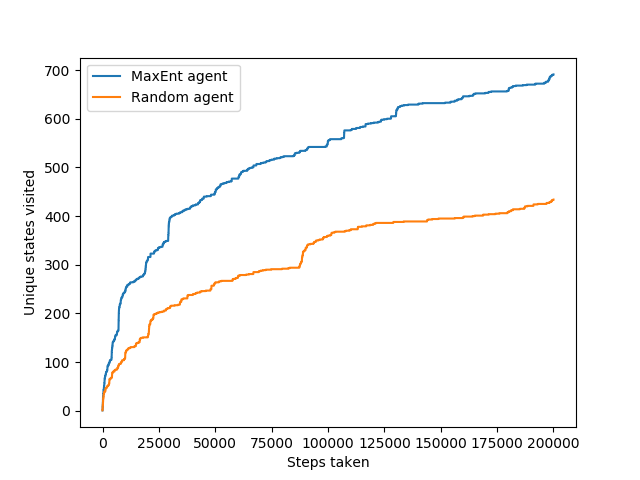 MaxEnt agent
Random agent
Unique states visited
700
600
500
400
300
200
100
0
0 25000 50000 75000 100000 125000 150000 175000 200000
Steps taken